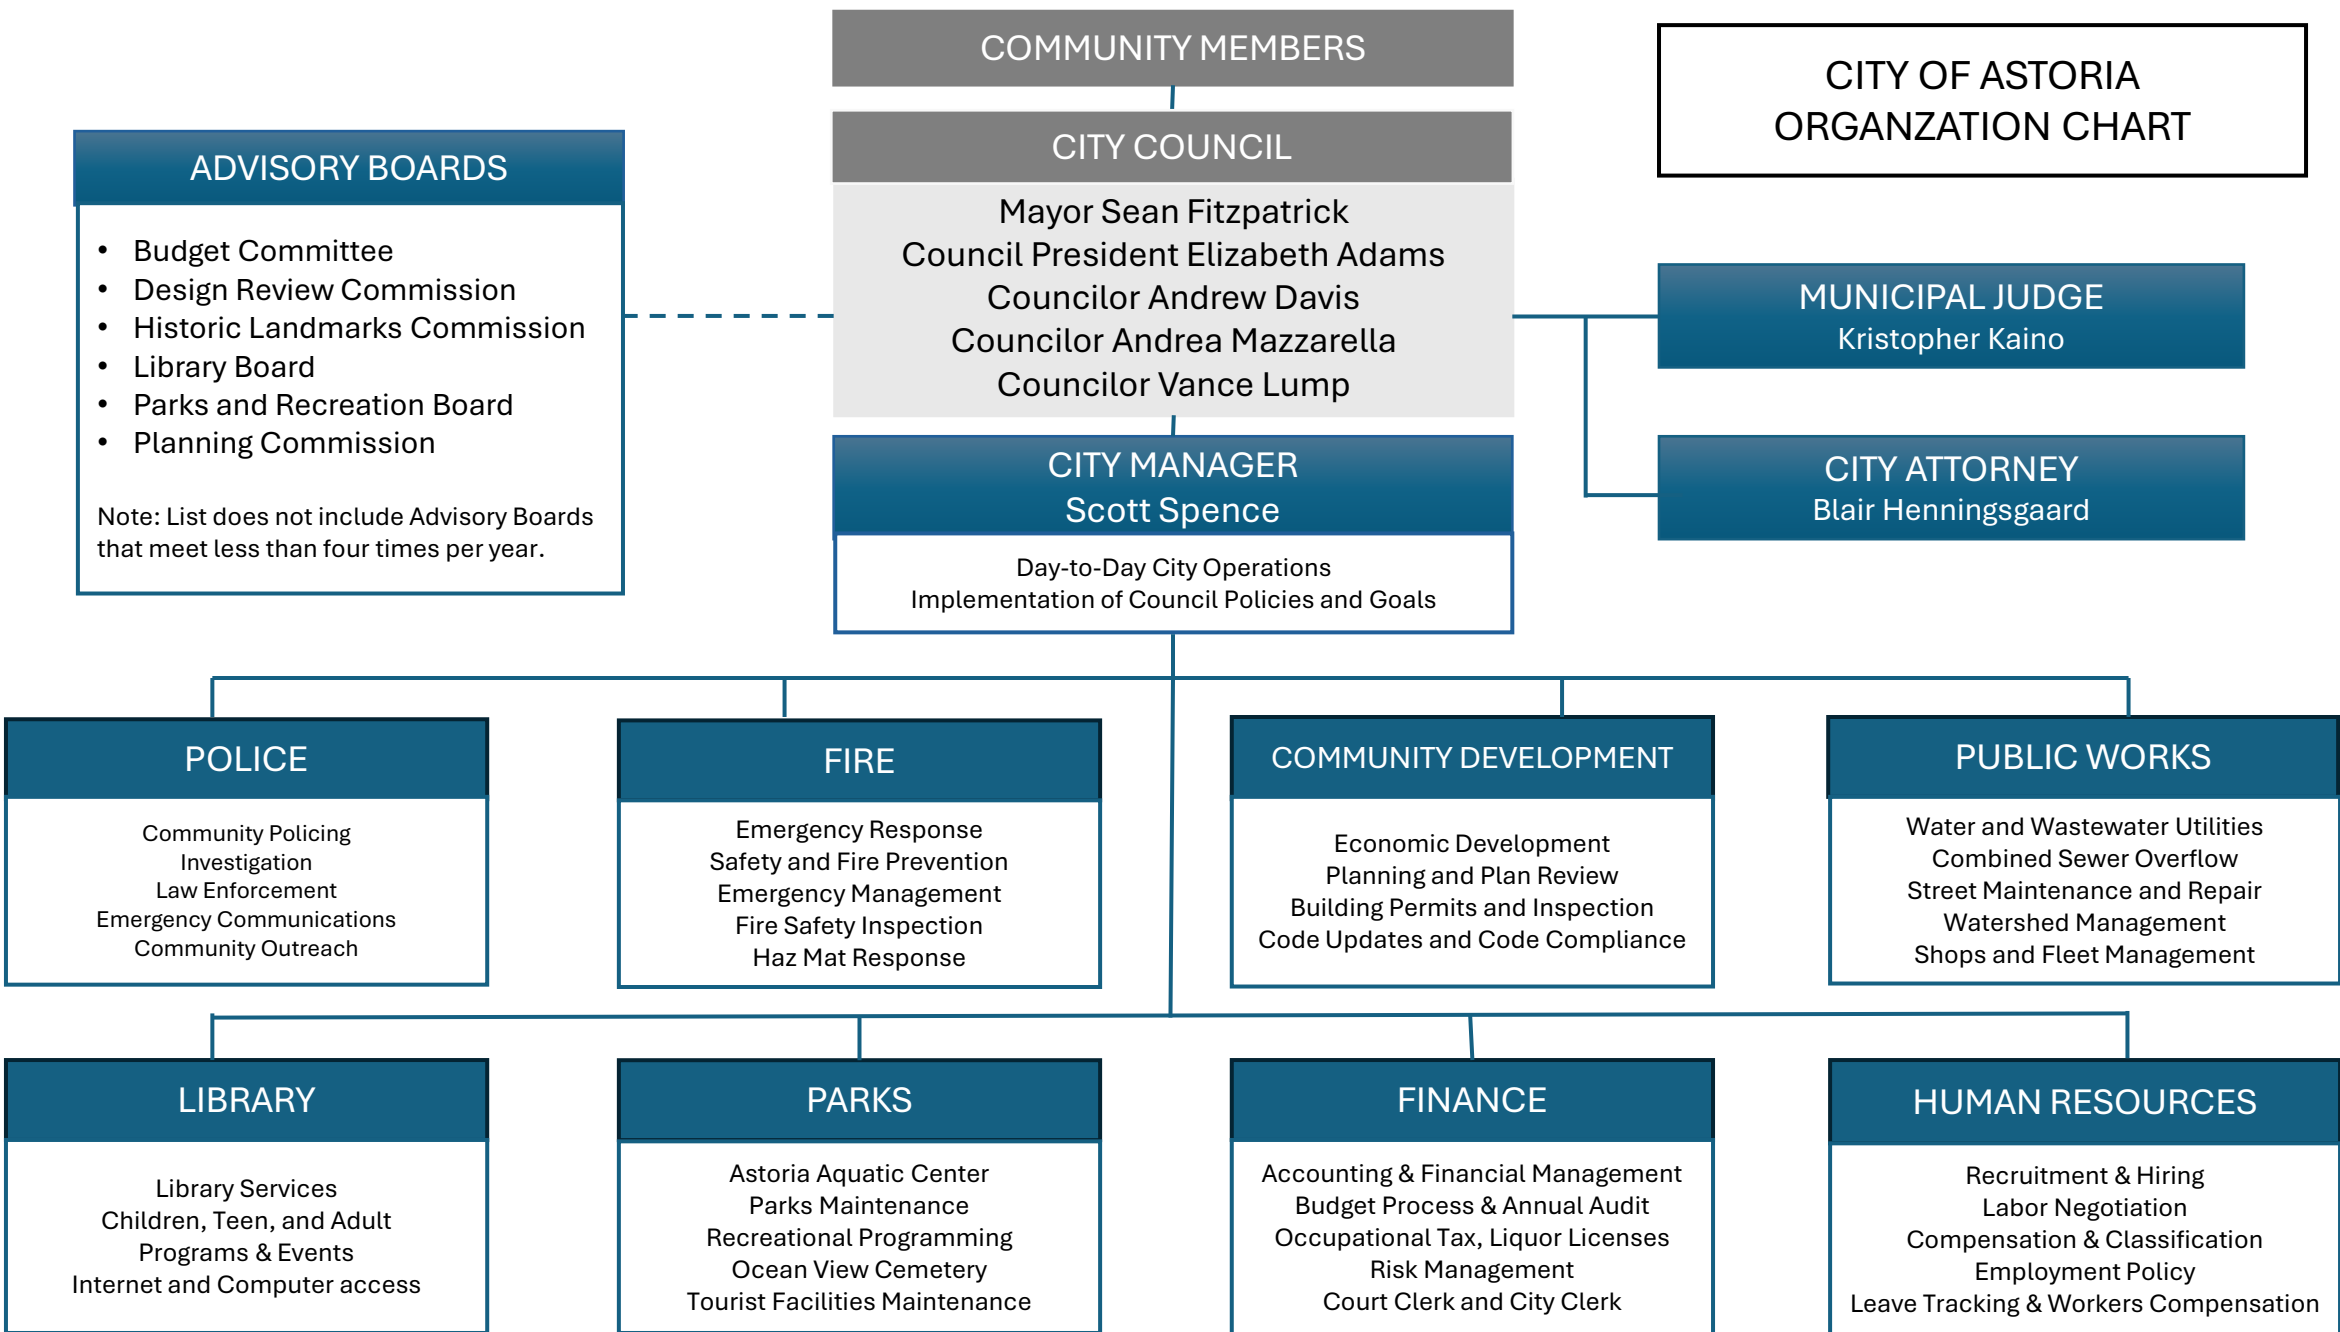 COMMUNITY MEMBERS
CITY OF ASTORIA
ORGANZATION CHART
CITY COUNCIL
Mayor Sean Fitzpatrick
Council President Elizabeth Adams
Councilor Andrew Davis
Councilor Andrea Mazzarella
Councilor Vance Lump
ADVISORY BOARDS
• Budget Committee
• Design Review Commission
• Historic Landmarks Commission
• Library Board
• Parks and Recreation Board
• Planning Commission
Note: List does not include Advisory Boards
that meet less than four times per year.
MUNICIPAL JUDGE
Kristopher Kaino
CITY ATTORNEY
Blair Henningsgaard
CITY MANAGER
Scott Spence
Day-to-Day City Operations
Implementation of Council Policies and Goals
POLICE
Community Policing
Investigation
Law Enforcement
Emergency Communications
Community Outreach
FIRE
Emergency Response
Safety and Fire Prevention
Emergency Management
Fire Safety Inspection
Haz Mat Response
COMMUNITY DEVELOPMENT
Economic Development
Planning and Plan Review
Building Permits and Inspection
Code Updates and Code Compliance
PUBLIC WORKS
Water and Wastewater Utilities
Combined Sewer Overflow
Street Maintenance and Repair
Watershed Management
Shops and Fleet Management
LIBRARY
Library Services
Children, Teen, and Adult
Programs & Events
Internet and Computer access
PARKS
Astoria Aquatic Center
Parks Maintenance
Recreational Programming
Ocean View Cemetery
Tourist Facilities Maintenance
FINANCE
Accounting & Financial Management
Budget Process & Annual Audit
Occupational Tax, Liquor Licenses
Risk Management
Court Clerk and City Clerk
HUMAN RESOURCES
Recruitment & Hiring
Labor Negotiation
Compensation & Classification
Employment Policy
Leave Tracking & Workers Compensation